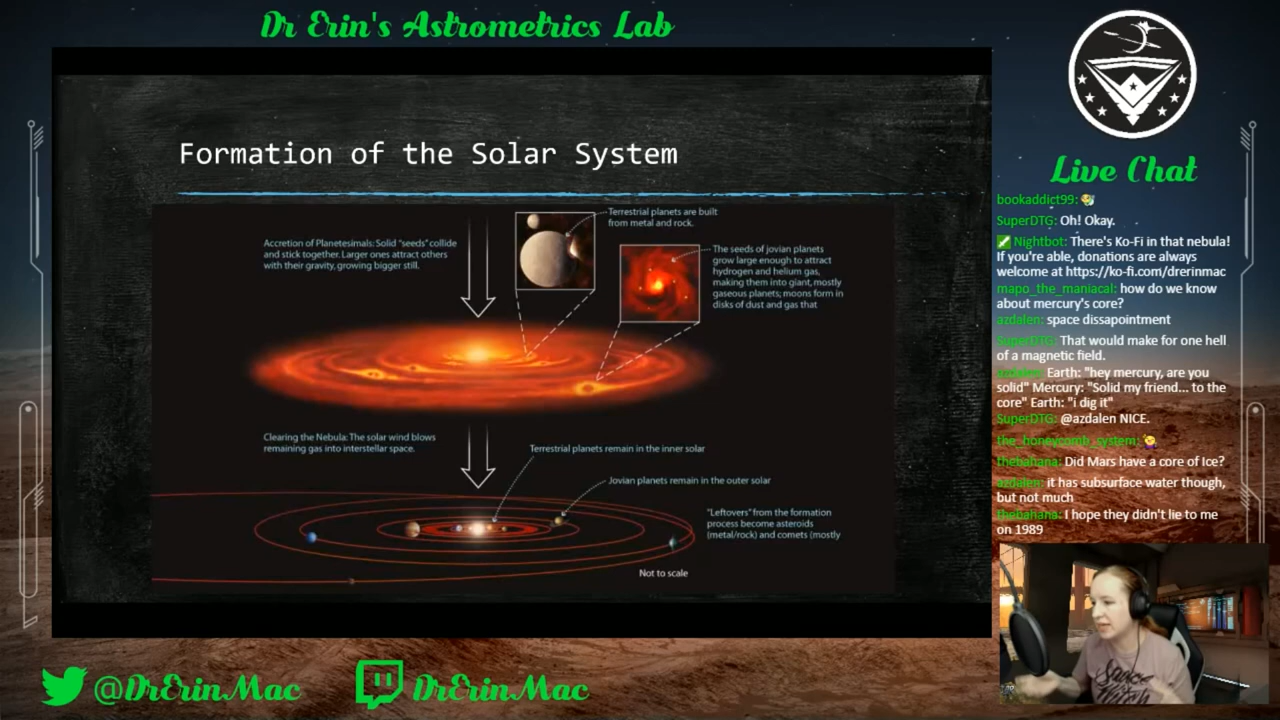 Dr Erin's Astrometrics Lab
Formation of the Solar System
Accretion of Planetesimals: Solid "seeds" collide
and stick together. Larger ones attract others
with their gravity, growing bigger still.
Terrestrial planets are built
from metal and rock.
The seeds of jovian planets
grow large enough to attract
hydrogen and helium gas,
making them into giant, mostly
gaseous planets; moons form in
disks of dust and gas that
Clearing the Nebula: The solar wind blows
remaining gas into interstellar space.
Terrestrial planets remain in the inner solar
Jovian planets remain in the outer solar
"Leftovers" from the formation
process become asteroids
(metal/rock) and comets (mostly
Not to scale
@DrErinMac
DrErinMac
Live Chat
bookaddict99:
SuperDTG: Oh! Okay.
Nightbot: There's Ko-Fi in that nebula!
If you're able, donations are always
welcome at https://ko-fi.com/drerinmac
mapo_the_maniacal: how do we know
about mercury's core?
azdalen: space dissapointment
SuperDTG: That would make for one hell
of a magnetic field.
azdalen: Earth: "hey mercury, are you
solid" Mercury: "Solid my friend... to the
core" Earth: "i dig it"
SuperDTG: @azdalen NICE.
the_honeycomb_system:
thebahana: Did Mars have a core of Ice?
azdalen: it has subsurface water though,
but not much
thebahana: I hope they didn't lie to me
on 1989